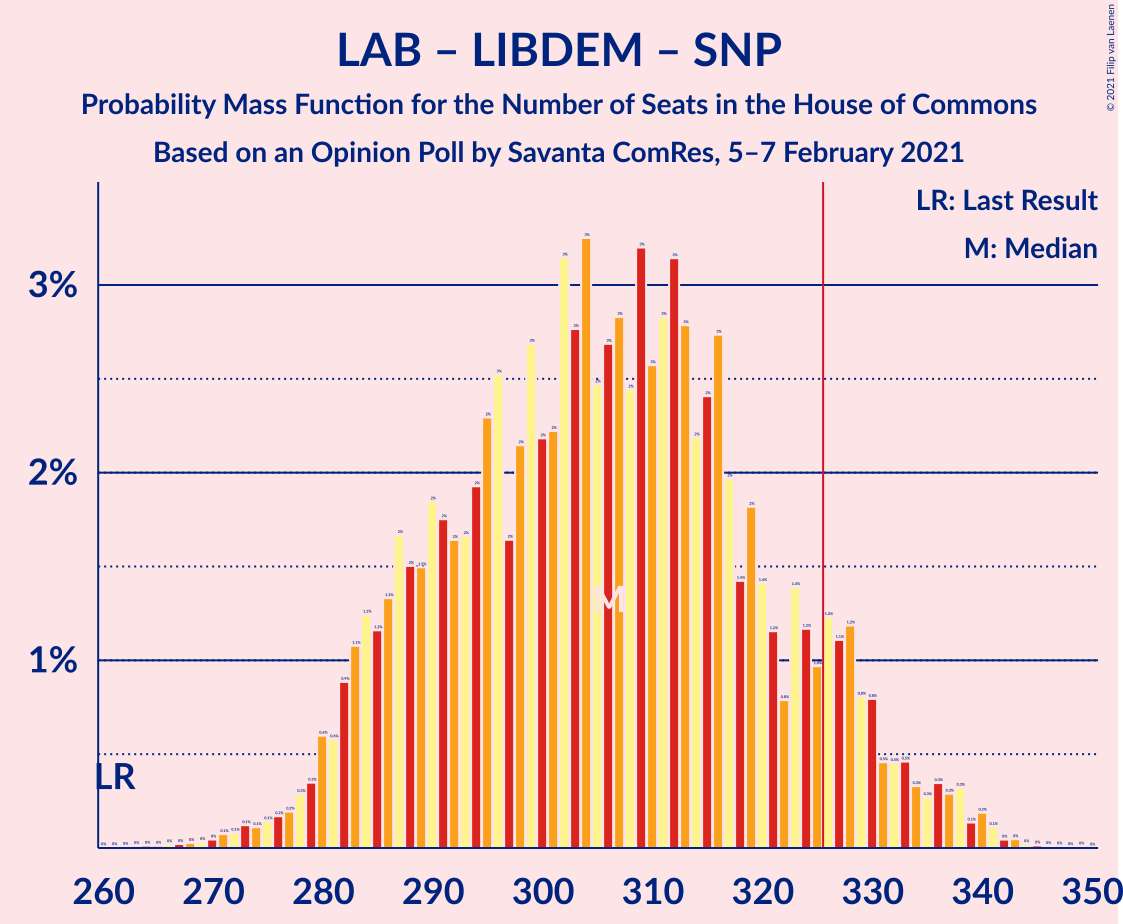 LAB – LIBDEM – SNP
Probability Mass Function for the Number of Seats in the House of Commons
Based on an Opinion Poll by Savanta ComRes, 5–7 February 2021
© 2021 Filip van Laenen
LR: Last Result
M: Median
3%
2%
1%
M
LR
260 270 280 290 300 310 320 330 340 350